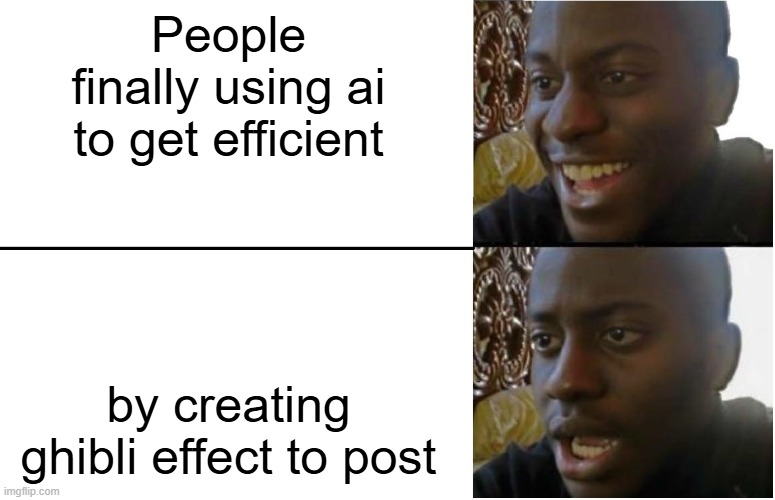 People
finally using ai
to get efficient
by creating
ghibli effect to post
imgflip.com